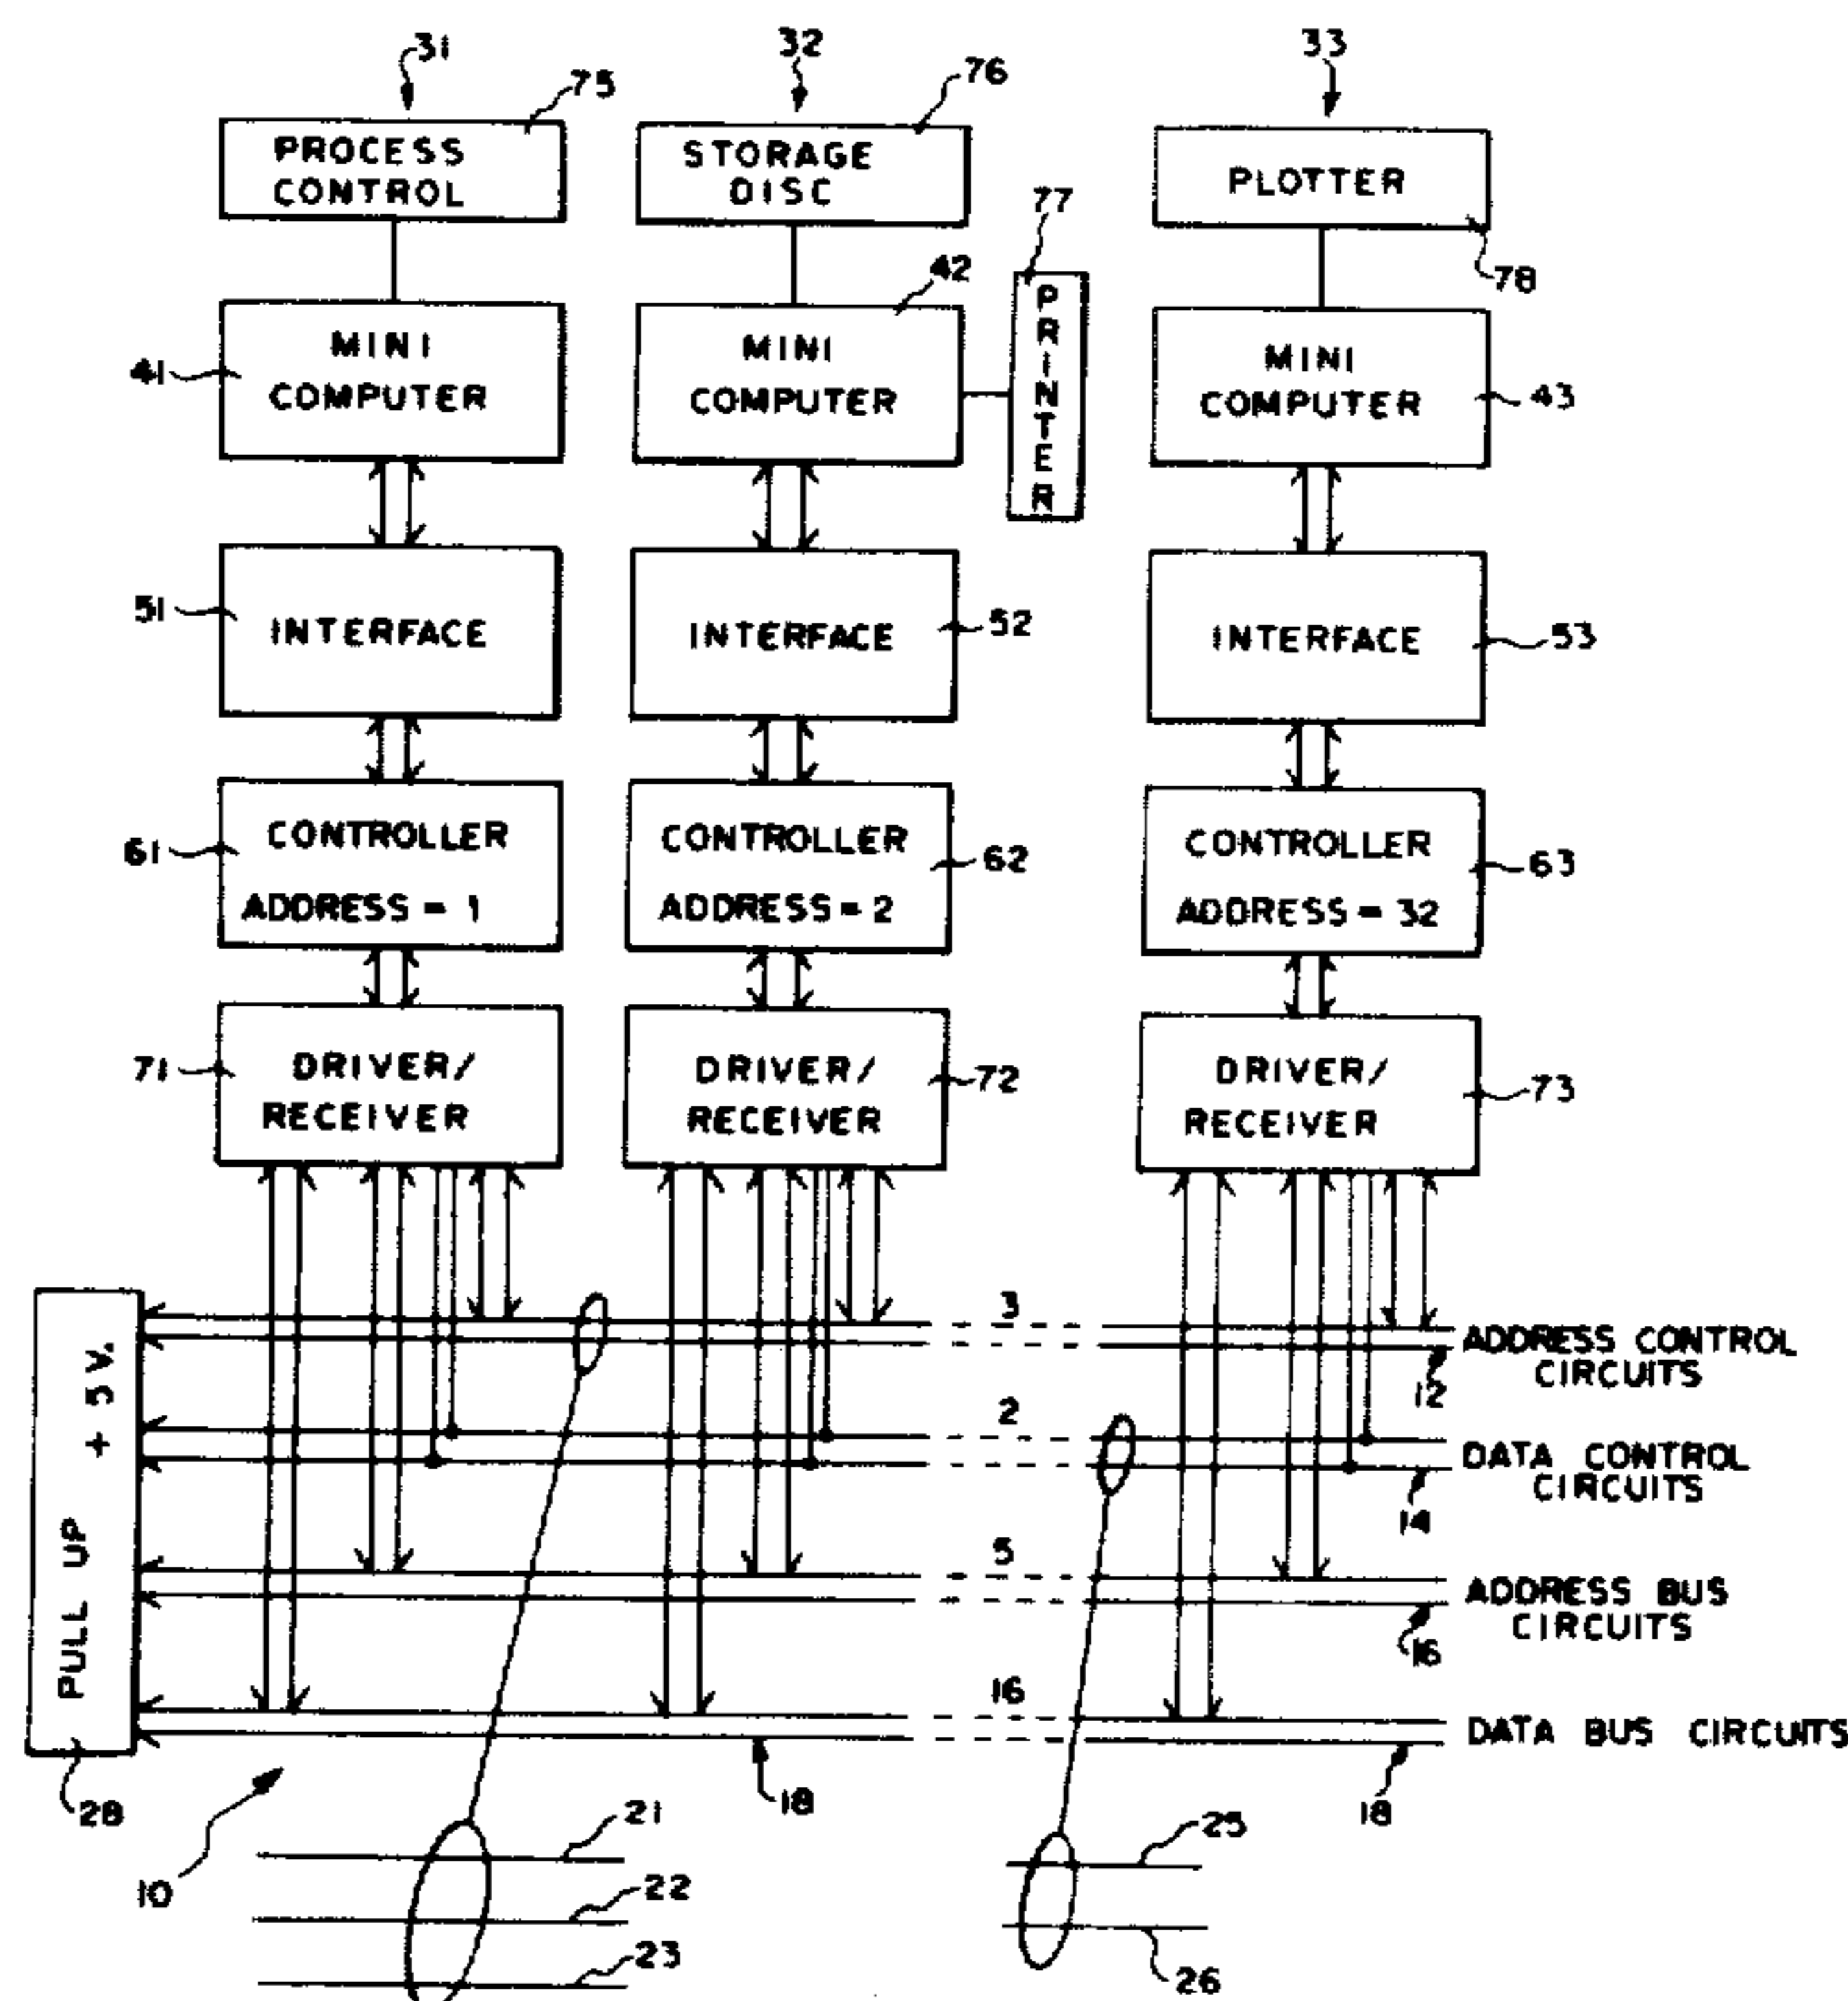 31
32
33
75
76
PROCESS
CONTROL
STORAGE
DISC
PLOTTER
77
78
42
PRINTER
41
MINI
COMPUTER
MINI
COMPUTER
MINI
COMPUTER
43
51
INTERFACE
INTERFACE
52
INTERFACE
53
61
CONTROLLER
ADDRESS = 1
CONTROLLER
ADDRESS = 2
62
CONTROLLER
ADDRESS = 32
63
71
DRIVER/
RECEIVER
DRIVER/
RECEIVER
72
DRIVER/
RECEIVER
73
PULL UP + 5 V.
3
ADDRESS CONTROL
CIRCUITS
12
2
DATA CONTROL
CIRCUITS
14
5
ADDRESS BUS
CIRCUITS
16
16
DATA BUS CIRCUITS
28
18
18
10
21
22
23
25
26